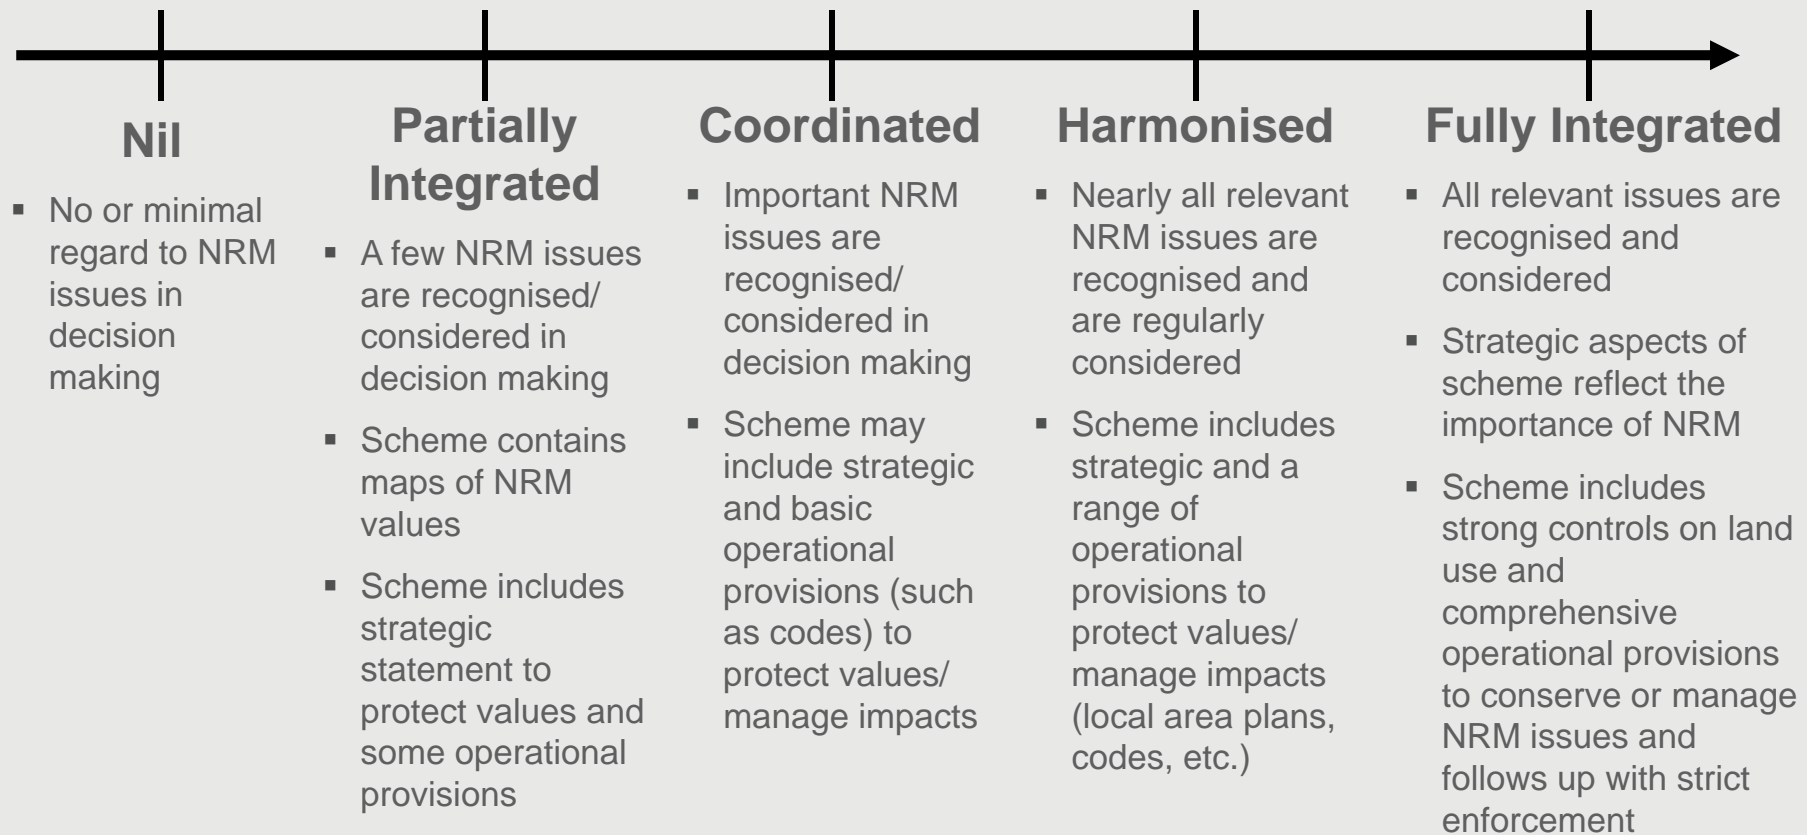 Nil
▪ No or minimal
regard to NRM
issues in
decision
making
Partially
Integrated
▪ A few NRM issues
are recognised/
considered in
decision making
▪ Scheme contains
maps of NRM
values
▪ Scheme includes
strategic
statement to
protect values and
some operational
provisions
Coordinated
▪ Important NRM
issues are
recognised/
considered in
decision making
▪ Scheme may
include strategic
and basic
operational
provisions (such
as codes) to
protect values/
manage impacts
Harmonised
▪ Nearly all relevant
NRM issues are
recognised and
are regularly
considered
▪ Scheme includes
strategic and a
range of
operational
provisions to
protect values/
manage impacts
(local area plans,
codes, etc.)
Fully Integrated
▪ All relevant issues are
recognised and
considered
▪ Strategic aspects of
scheme reflect the
importance of NRM
▪ Scheme includes
strong controls on land
use and
comprehensive
operational provisions
to conserve or manage
NRM issues and
follows up with strict
enforcement